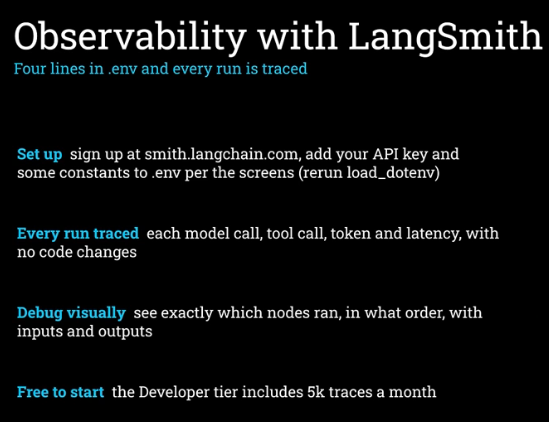 Observability with LangSmith
Four lines in .env and every run is traced
Set up sign up at smith.langchain.com, add your API key and
some constants to .env per the screens (rerun load_dotenv)
Every run traced each model call, tool call, token and latency, with
no code changes
Debug visually see exactly which nodes ran, in what order, with
inputs and outputs
Free to start the Developer tier includes 5k traces a month